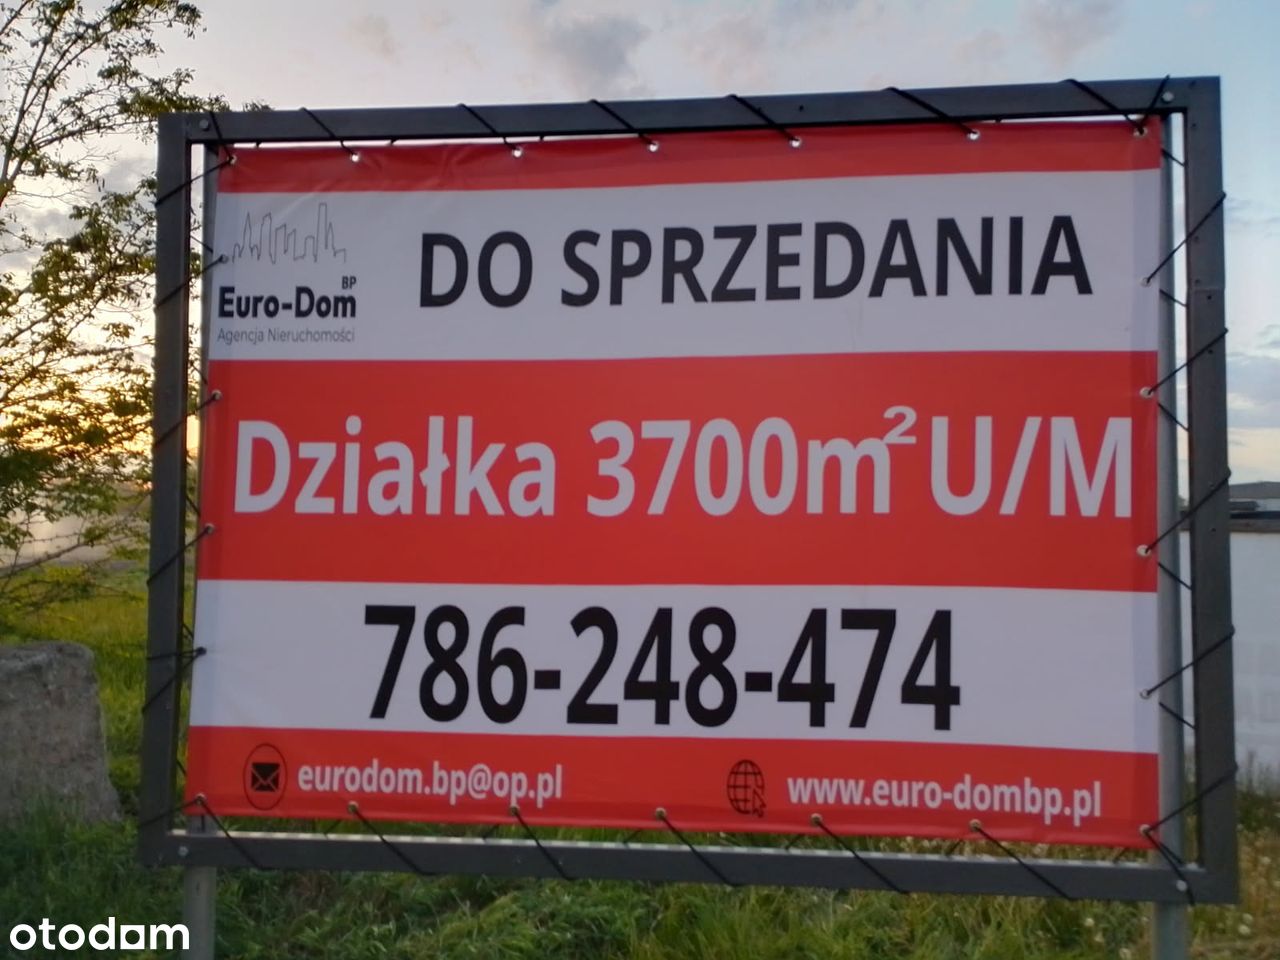 BP
Euro-Dom
Agencja Nieruchomości
DO SPRZEDANIA
Działka 3700m² U/M
786-248-474
eurodom.bp@op.pl
www.euro-dombp.pl
otodom